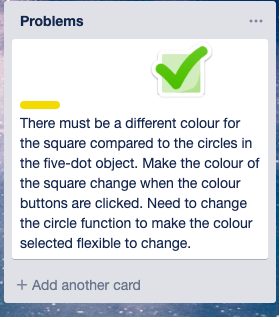 Problems
There must be a different colour for
the square compared to the circles in
the five-dot object. Make the colour of
the square change when the colour
buttons are clicked. Need to change
the circle function to make the colour
selected flexible to change.
+ Add another card